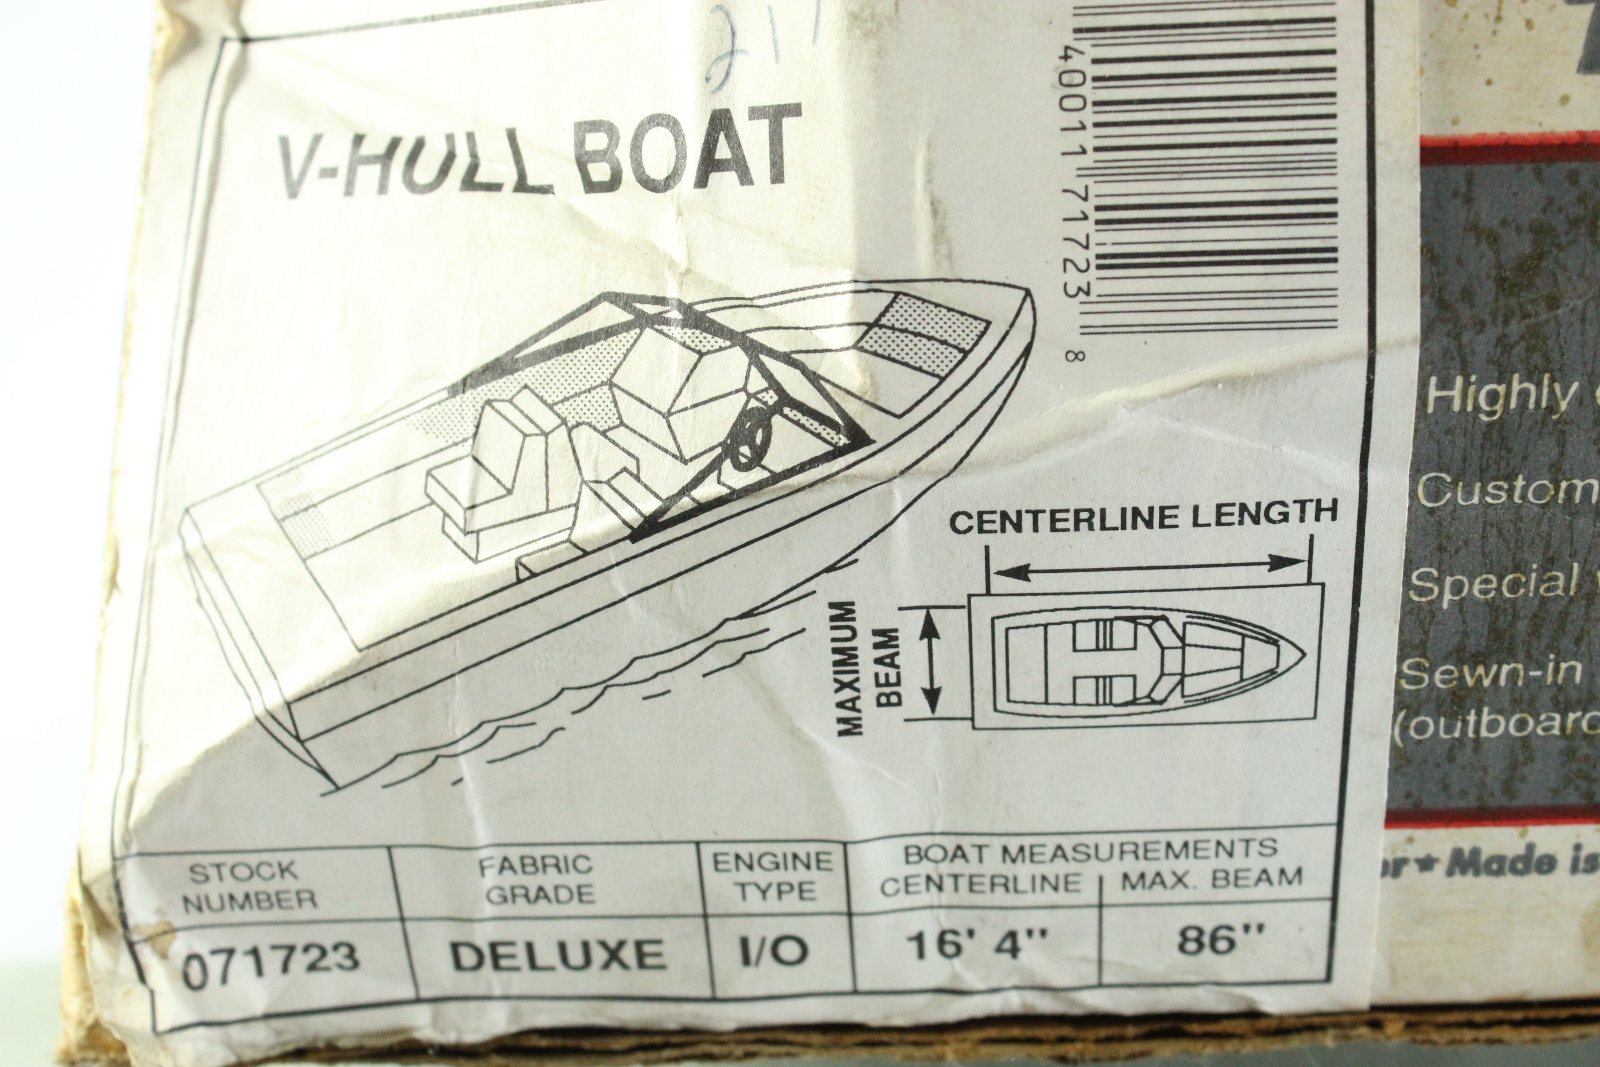 211
V-HULL BOAT
40011 71723 8
CENTERLINE LENGTH
MAXIMUM
BEAM
STOCK
NUMBER
FABRIC
GRADE
ENGINE
TYPE
BOAT MEASUREMENTS
CENTERLINE
MAX. BEAM
071723
DELUXE
I/O
16' 4"
86"
Highly
Custom
Special
Sewn-in
(outboard
Made is